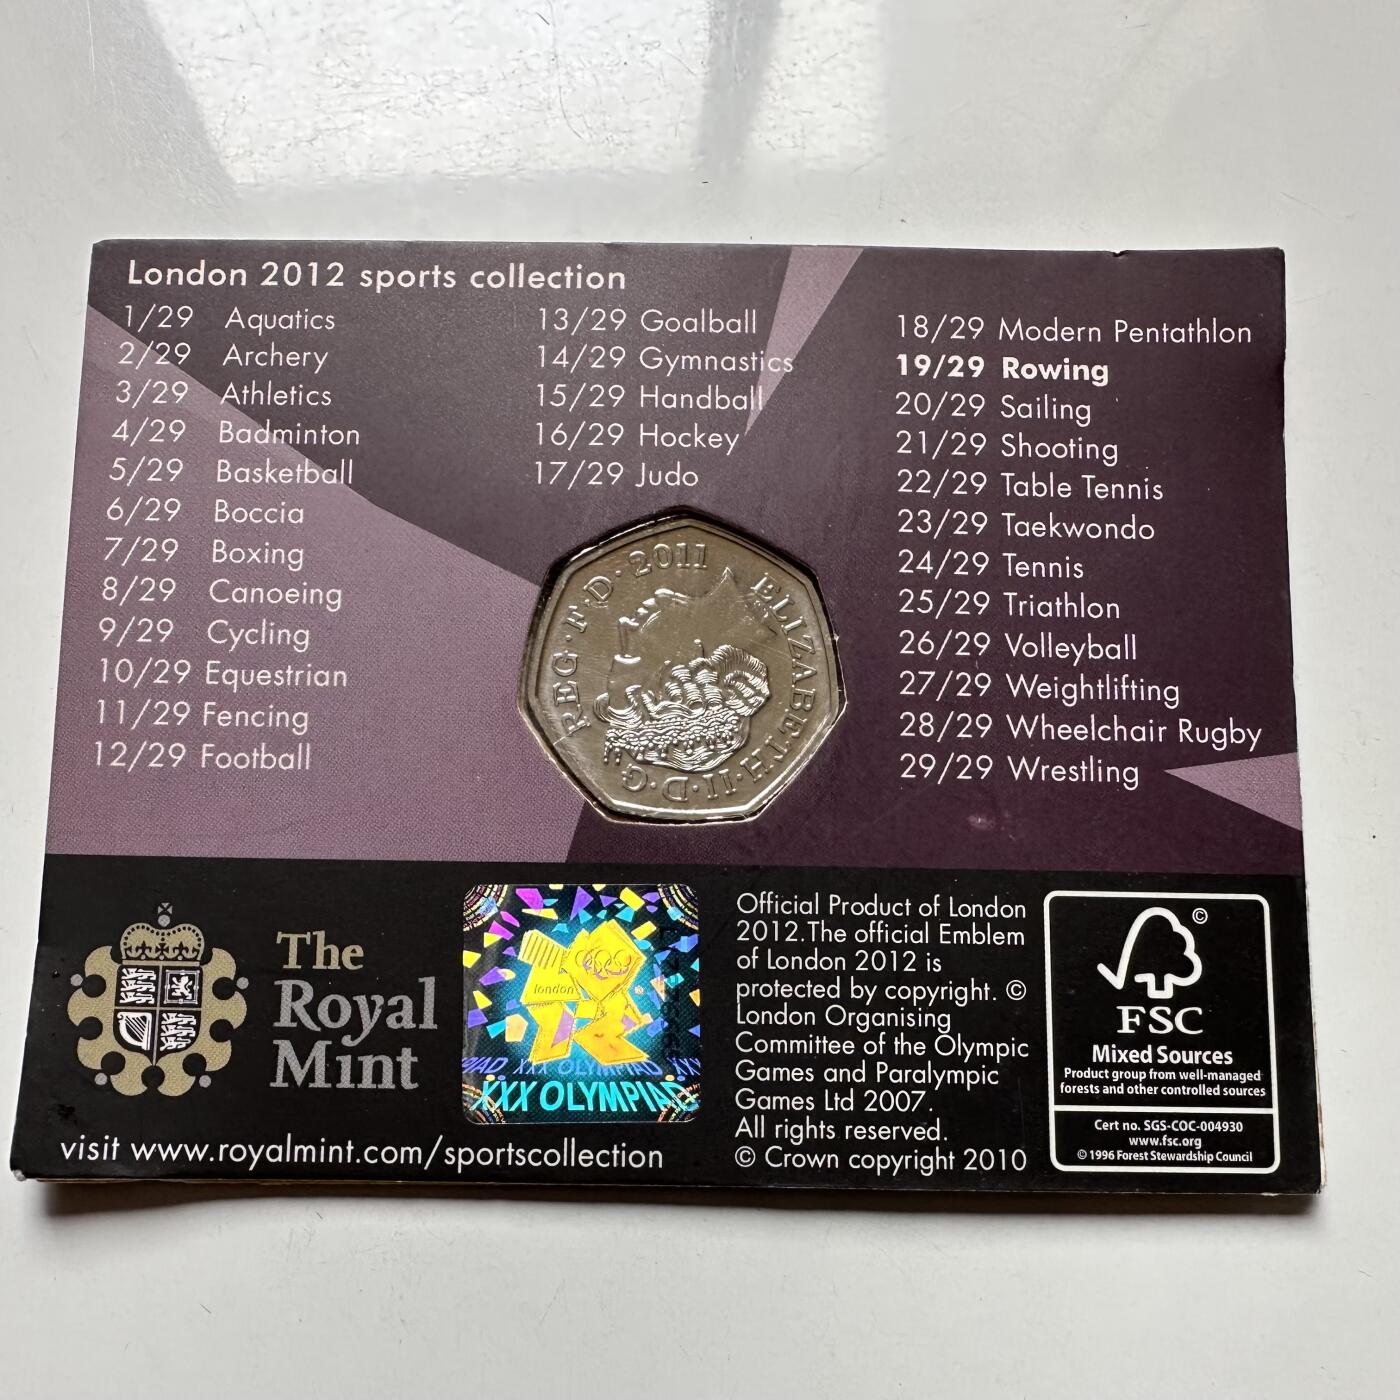 London 2012 sports collection
1/29 Aquatics
2/29 Archery
3/29 Athletics
4/29 Badminton
5/29 Basketball
6/29 Boccia
7/29 Boxing
8/29 Canoeing
9/29 Cycling
10/29 Equestrian
11/29 Fencing
12/29 Football
13/29 Goalball
14/29 Gymnastics
15/29 Handball
16/29 Hockey
17/29 Judo
18/29 Modern Pentathlon
19/29 Rowing
20/29 Sailing
21/29 Shooting
22/29 Table Tennis
23/29 Taekwondo
24/29 Tennis
25/29 Triathlon
26/29 Volleyball
27/29 Weightlifting
28/29 Wheelchair Rugby
29/29 Wrestling
ELIZABETH·II·D·G
REG·F·D·2011
The
Royal
Mint
visit www.royalmint.com/sportscollection
london
XXX OLYMPIAD
XXX OLYMPIAD
Official Product of London
2012.The official Emblem
of London 2012 is
protected by copyright. ©
London Organising
Committee of the Olympic
Games and Paralympic
Games Ltd 2007.
All rights reserved.
© Crown copyright 2010
©
FSC
Mixed Sources
Product group from well-managed
forests and other controlled sources
Cert no. SGS-COC-004930
www.fsc.org
© 1996 Forest Stewardship Council